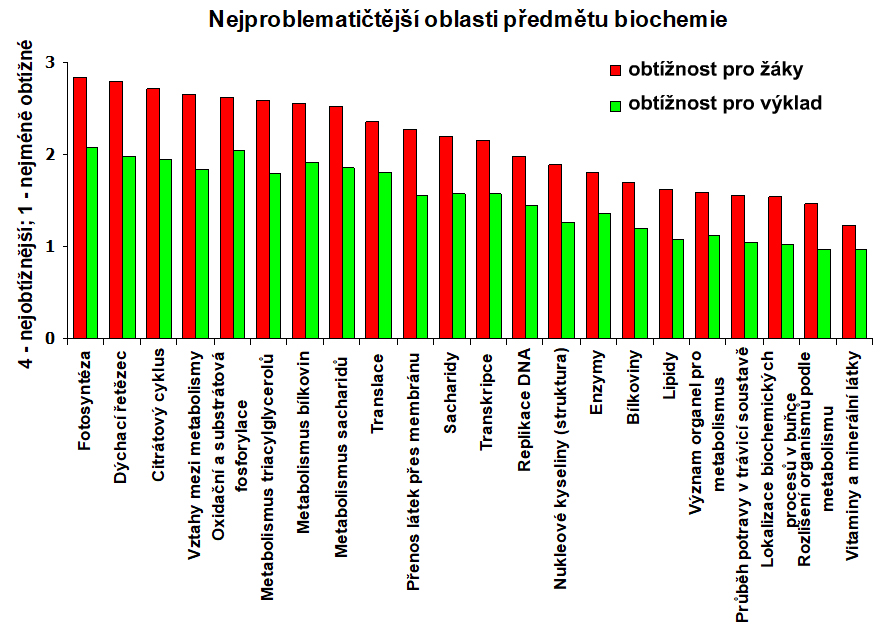 Nejproblematičtější oblasti předmětu biochemie
4 - nejobtížnější; 1 - nejméně obtížné
3
2
1
0
obtížnost pro žáky
obtížnost pro výklad
Fotosyntéza
Dýchací řetězec
Citrátový cyklus
Vztahy mezi metabolismy
Oxidační a substrátová
fosforylace
Metabolismus triacylglycerolů
Metabolismus bílkovin
Metabolismus sacharidů
Translace
Přenos látek přes membránu
Sacharidy
Transkripce
Replikace DNA
Nukleové kyseliny (struktura)
Enzymy
Bílkoviny
Lipidy
Význam organel pro
metabolismus
Průběh potravy v trávicí soustavě
Lokalizace biochemických
procesů v buňce
Rozlišení organismů podle
metabolismu
Vitaminy a minerální látky